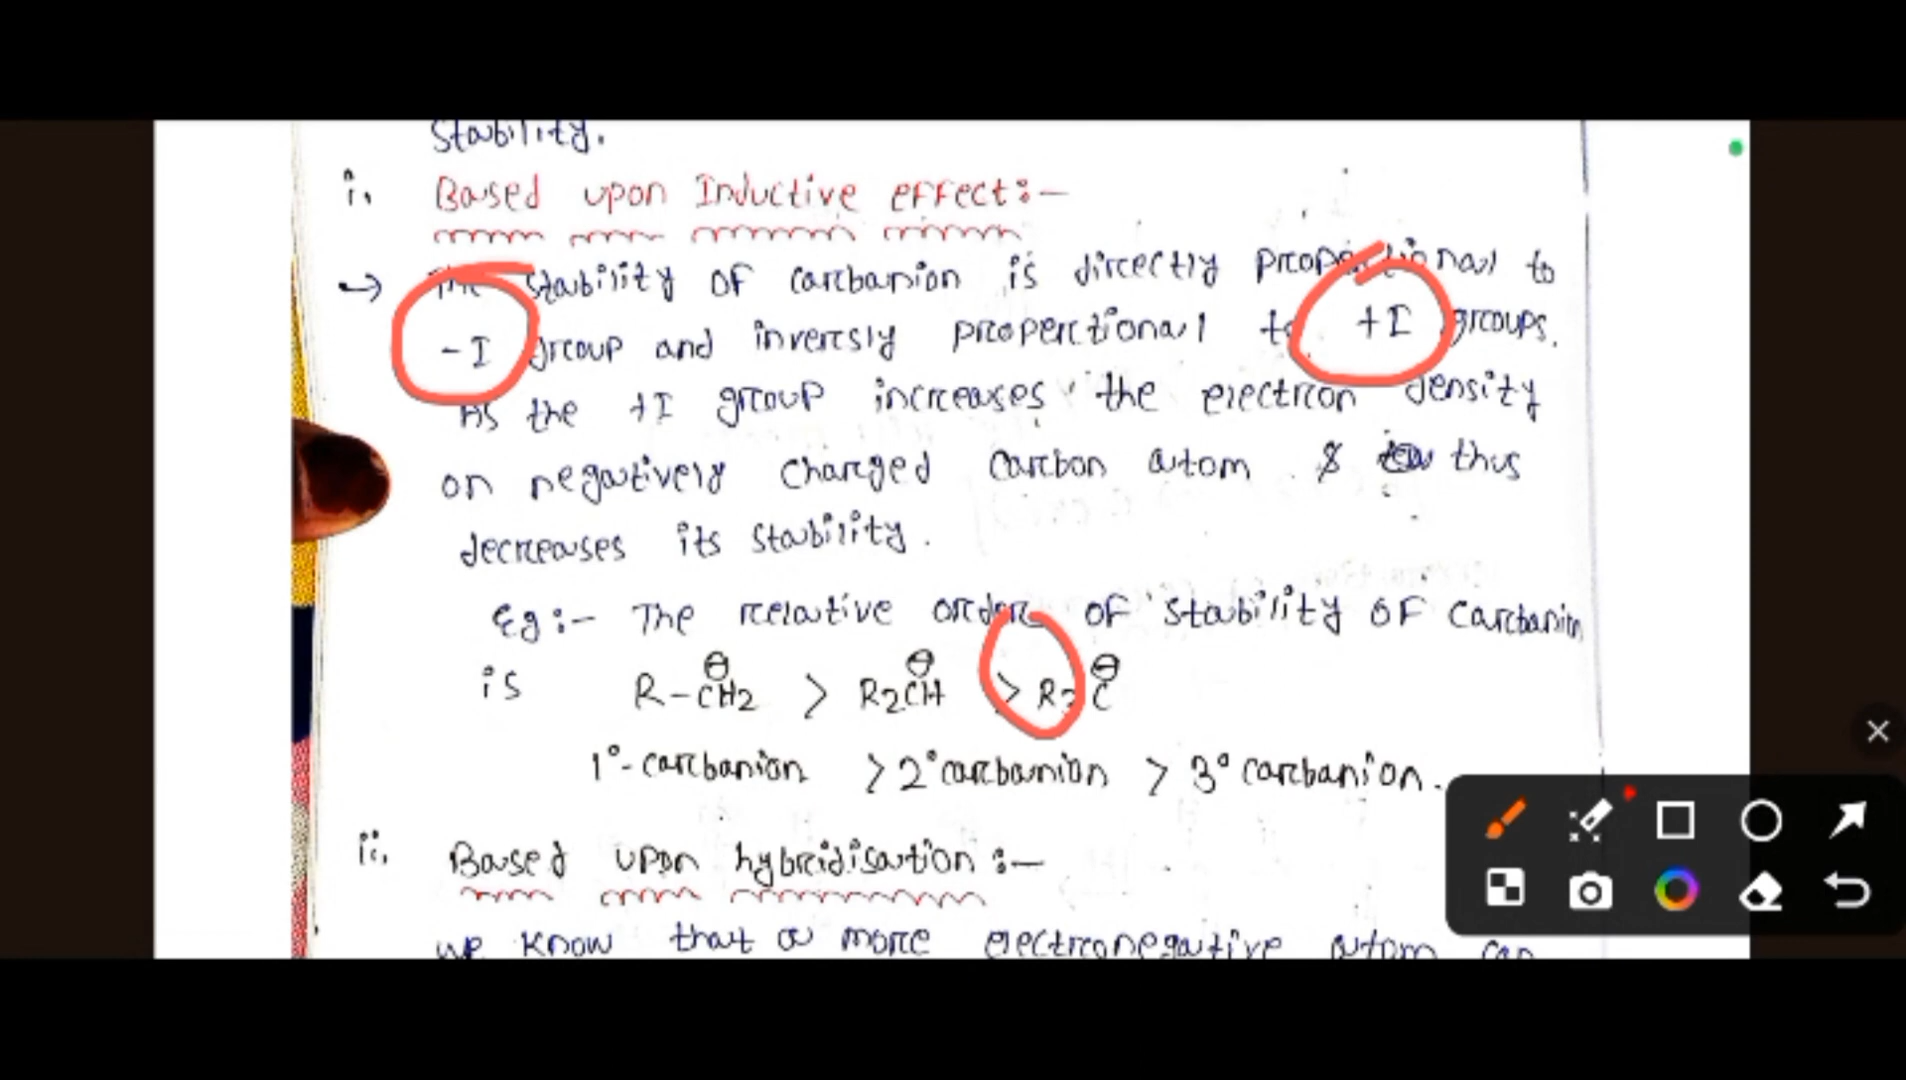 Stability.
i. Based upon Inductive effect:-
→ The stability of carbanion is directly proportional to
-I group and inversly propertional to +I groups.
As the +I group increases the electron density
on negatively charged carbon atom & thus
decreases its stability.
Eg:- The relative order of stability of carbanion
is R-CH2⊖ > R2CH⊖ > R3C⊖
1°-carbanion > 2° carbanion > 3° carbanion.
ii. Based upon hybridisation :-
we know that a more electronegative atom can